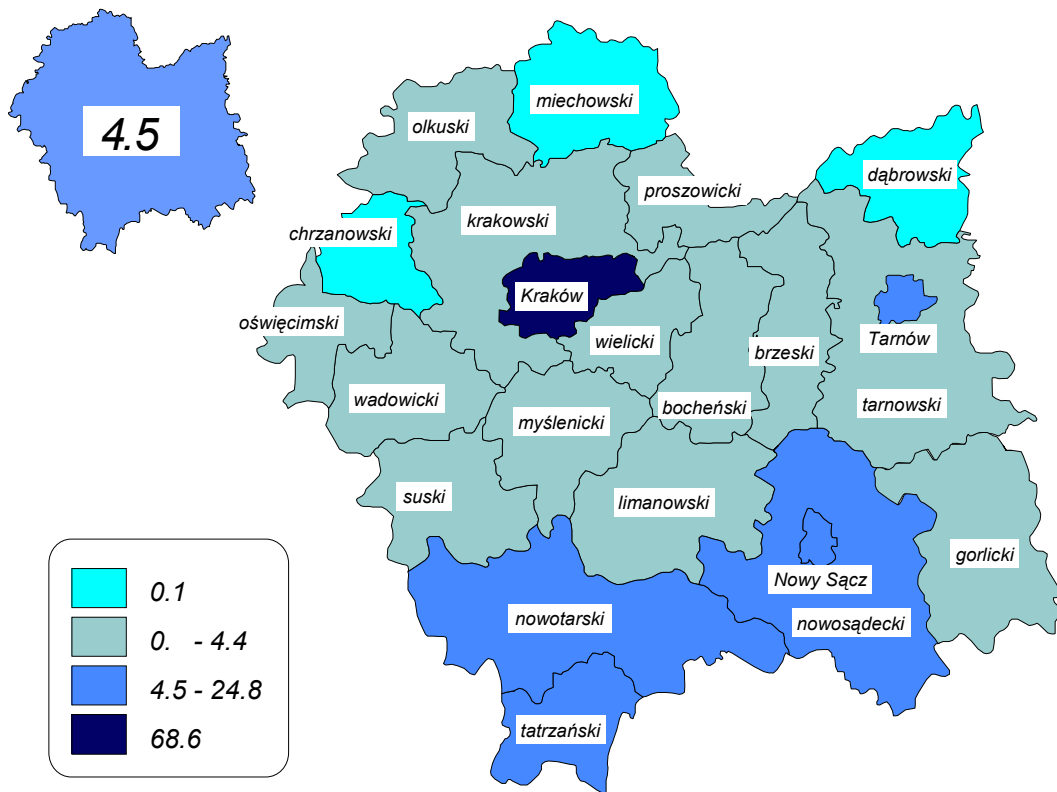 4.5
miechowski
olkuski
dąbrowski
proszowicki
krakowski
chrzanowski
Kraków
oświęcimski
Tarnów
wielicki
brzeski
wadowicki
bocheński
tarnowski
myślenicki
suski
limanowski
gorlicki
Nowy Sącz
nowotarski
nowosądecki
tatrzański
0.1
0. - 4.4
4.5 - 24.8
68.6